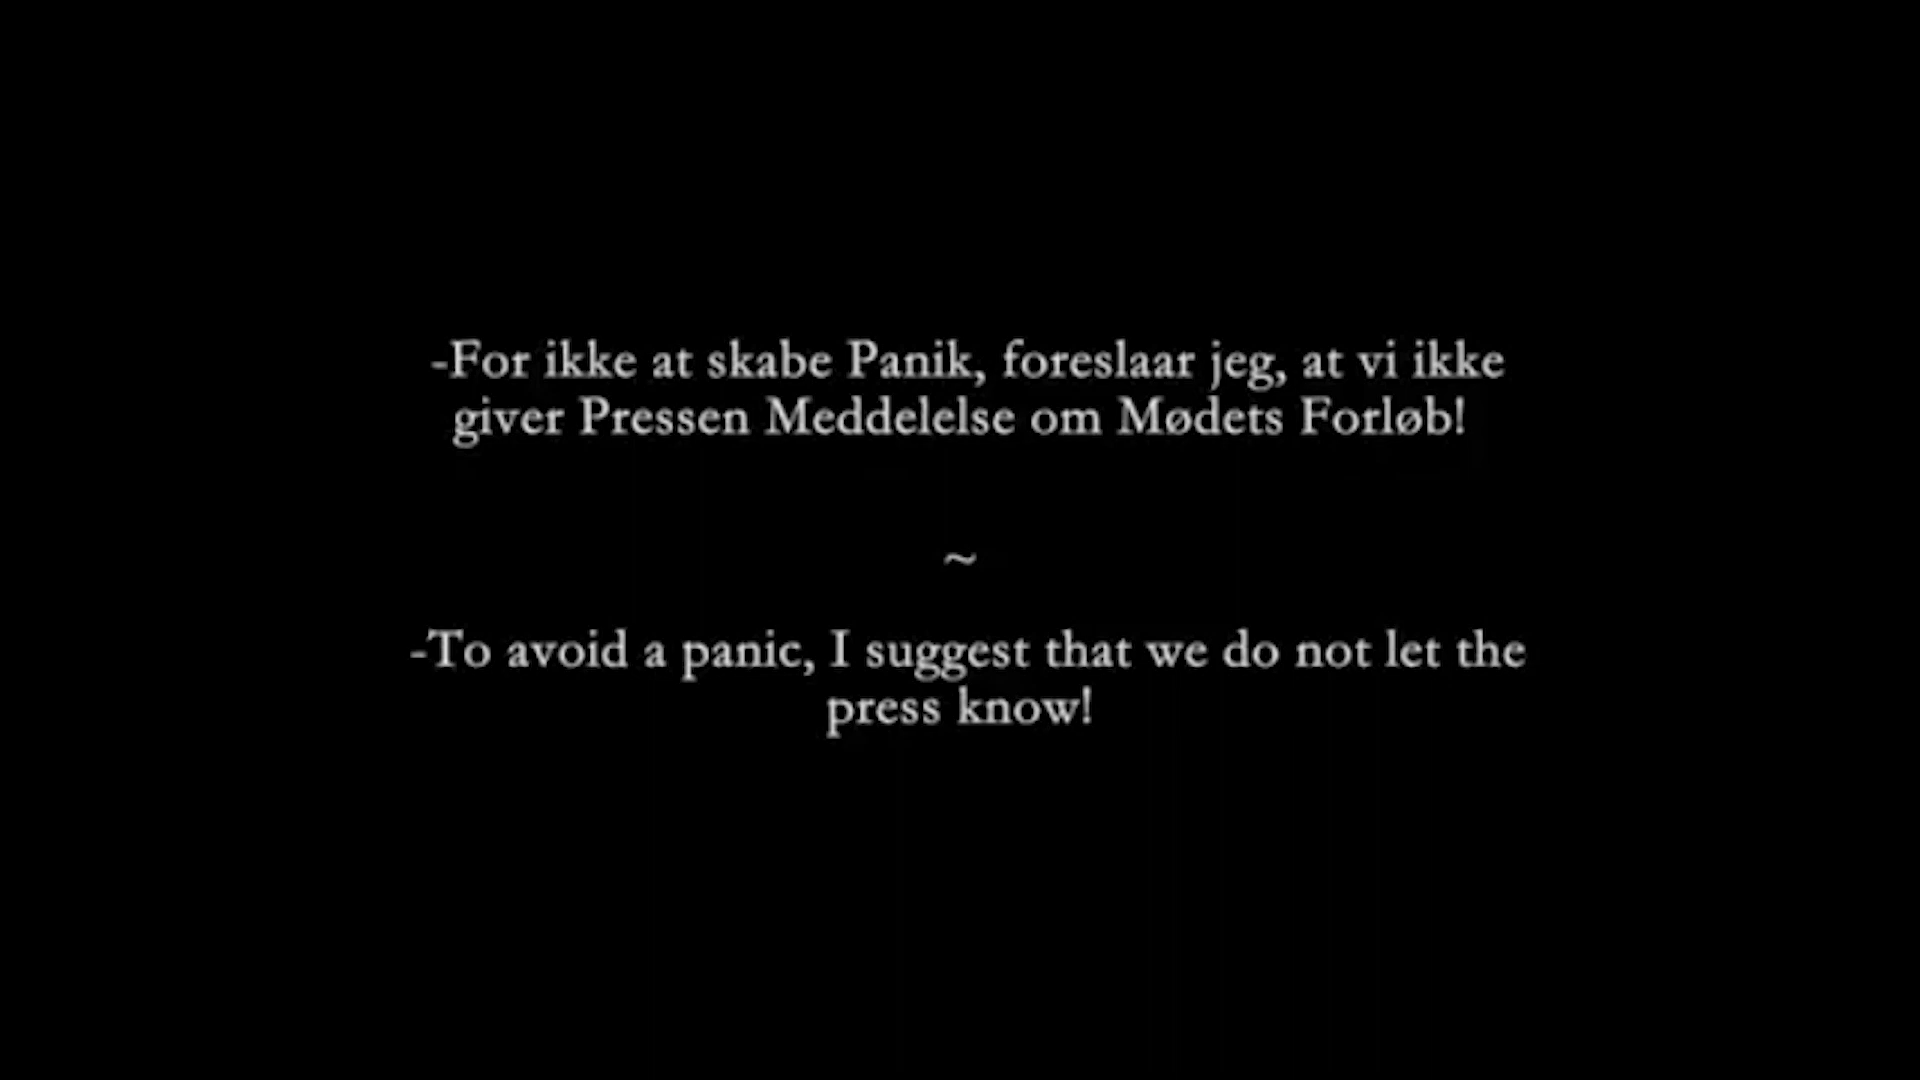 -For ikke at skabe Panik, foreslaar jeg, at vi ikke
giver Pressen Meddelelse om Mødets Forløb!
~
-To avoid a panic, I suggest that we do not let the
press know!